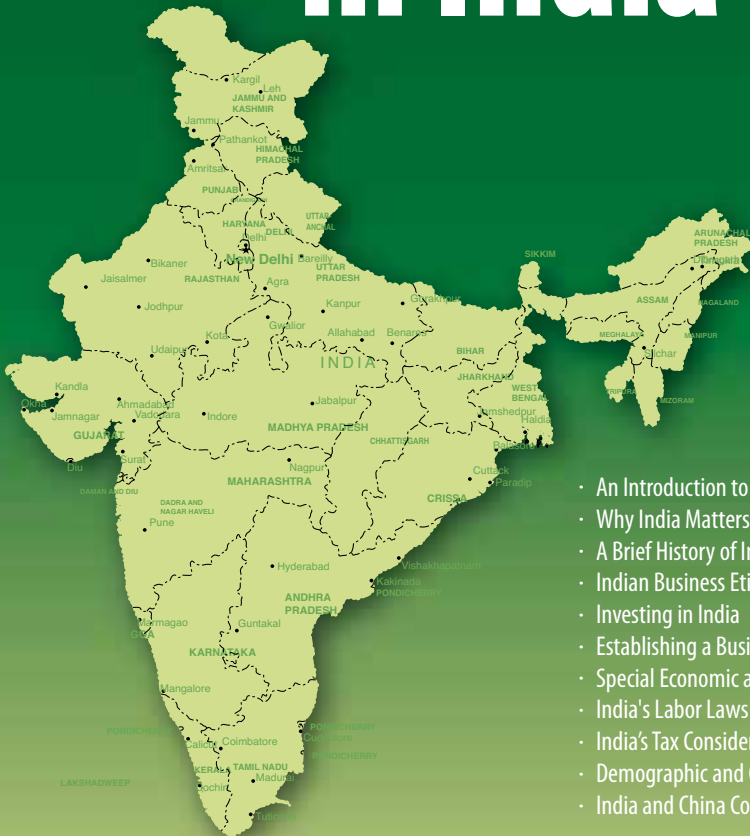 in India
Kargil
Leh
JAMMU AND
KASHMIR
Jammu
Pathankot
HIMACHAL
PRADESH
Amritsar
PUNJAB
HARYANA
DELHI
Delhi
UTTAR
ANCHAL
New Delhi
Bareilly
UTTAR
PRADESH
Bikaner
Jaisalmer
RAJASTHAN
Agra
Jodhpur
Kanpur
Gorakhpur
Gwalior
Kota
Allahabad
Benares
Udaipur
INDIA
BIHAR
JHARKHAND
SIKKIM
ARUNACHAL
PRADESH
ASSAM
NAGALAND
MEGHALAYA
MANIPUR
Silchar
TRIPURA
MIZORAM
WEST
BENGAL
Jamshedpur
Haldia
Kandla
Okha
Jamnagar
Ahmadabad
Vadodara
Indore
Jabalpur
GUJARAT
MADHYA PRADESH
CHHATTISGARH
Balasore
Diu
Surat
Nagpur
Cuttack
Paradip
DAMAN AND DIU
MAHARASHTRA
CRISSA
DADRA AND
NAGAR HAVELI
Pune
Hyderabad
Vishakhapatnam
Kakinada
PONDICHERRY
ANDHRA
PRADESH
Marmagao
GOA
Guntakal
KARNATAKA
Mangalore
PONDICHERRY
PONDICHERRY
Cuddalore
Calicut
Coimbatore
PONDICHERRY
KERALA
TAMIL NADU
Madurai
LAKSHADWEEP
Cochin
· An Introduction to
· Why India Matters
· A Brief History of
· Indian Business
· Investing in India
· Establishing a
· Special Economic
· India's Labor Laws
· India's Tax
· Demographic and
· India and China